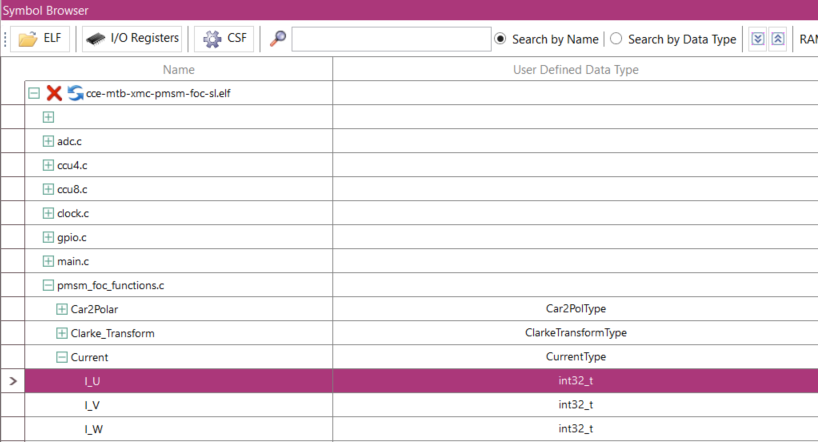 Symbol Browser
ELF I/O Registers CSF Search by Name Search by Data Type RAM
Name User Defined Data Type
cce-mtb-xmc-pmsm-foc-sl.elf
adc.c
ccu4.c
ccu8.c
clock.c
gpio.c
main.c
pmsm_foc_functions.c
Car2Polar Car2PolType
Clarke_Transform ClarkeTransformType
Current CurrentType
I_U int32_t
I_V int32_t
I_W int32_t